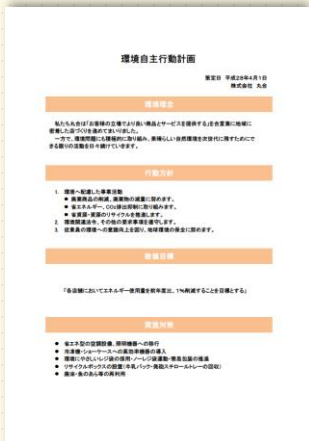 環境自主行動計画
策定日 平成28年4月1日
株式会社 丸合
環境理念
私たち丸合は「お客様の立場でより良い商品とサービスを提供する」を合言葉に地域に
密着した店づくりを進めてまいりました。
一方で、環境問題にも積極的に取り組み、素晴らしい自然環境を次世代に残すためにで
きる限りの活動を日々続けていきます。
行動方針
1. 環境へ配慮した事業活動
● 廃棄商品の削減、廃棄物の減量に努めます。
● 省エネルギー、CO₂排出抑制に取り組みます。
● 省資源・資源のリサイクルを推進します。
2. 環境関連法令、その他の要求事項を遵守します。
3. 従業員の環境への意識向上を図り、地球環境の保全に努めます。
数値目標
「各店舗においてエネルギー使用量を前年度比、1%削減することを目標とする」
実施対策
● 省エネ型の空調設備、照明機器への移行
● 冷凍機・ショーケースへの高効率機器の導入
● 環境にやさしいレジ袋の採用・ノーレジ袋運動・簡易包装の推進
● リサイクルボックスの設置(牛乳パック・発砲スチロールトレーの回収)
● 廃油・魚のあら等の再利用